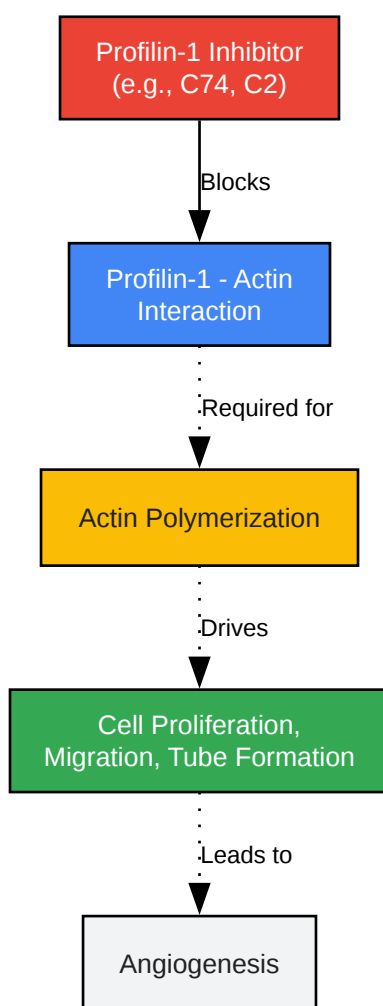 Profilin-1 Inhibitor
(e.g., C74, C2)
Blocks
Profilin-1 - Actin
Interaction
Required for
Actin Polymerization
Drives
Cell Proliferation,
Migration, Tube Formation
Leads to
Angiogenesis